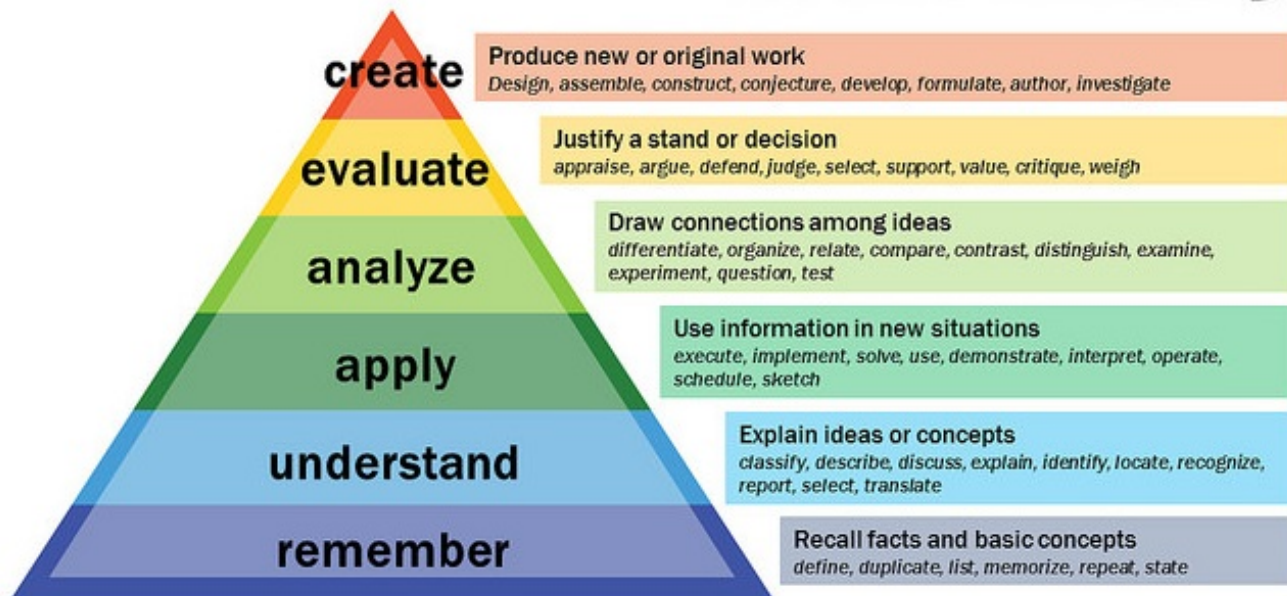 create
Produce new or original work
Design, assemble, construct, conjecture, develop, formulate, author, investigate
evaluate
Justify a stand or decision
appraise, argue, defend, judge, select, support, value, critique, weigh
analyze
Draw connections among ideas
differentiate, organize, relate, compare, contrast, distinguish, examine,
experiment, question, test
apply
Use information in new situations
execute, implement, solve, use, demonstrate, interpret, operate,
schedule, sketch
understand
Explain ideas or concepts
classify, describe, discuss, explain, identify, locate, recognize,
report, select, translate
remember
Recall facts and basic concepts
define, duplicate, list, memorize, repeat, state